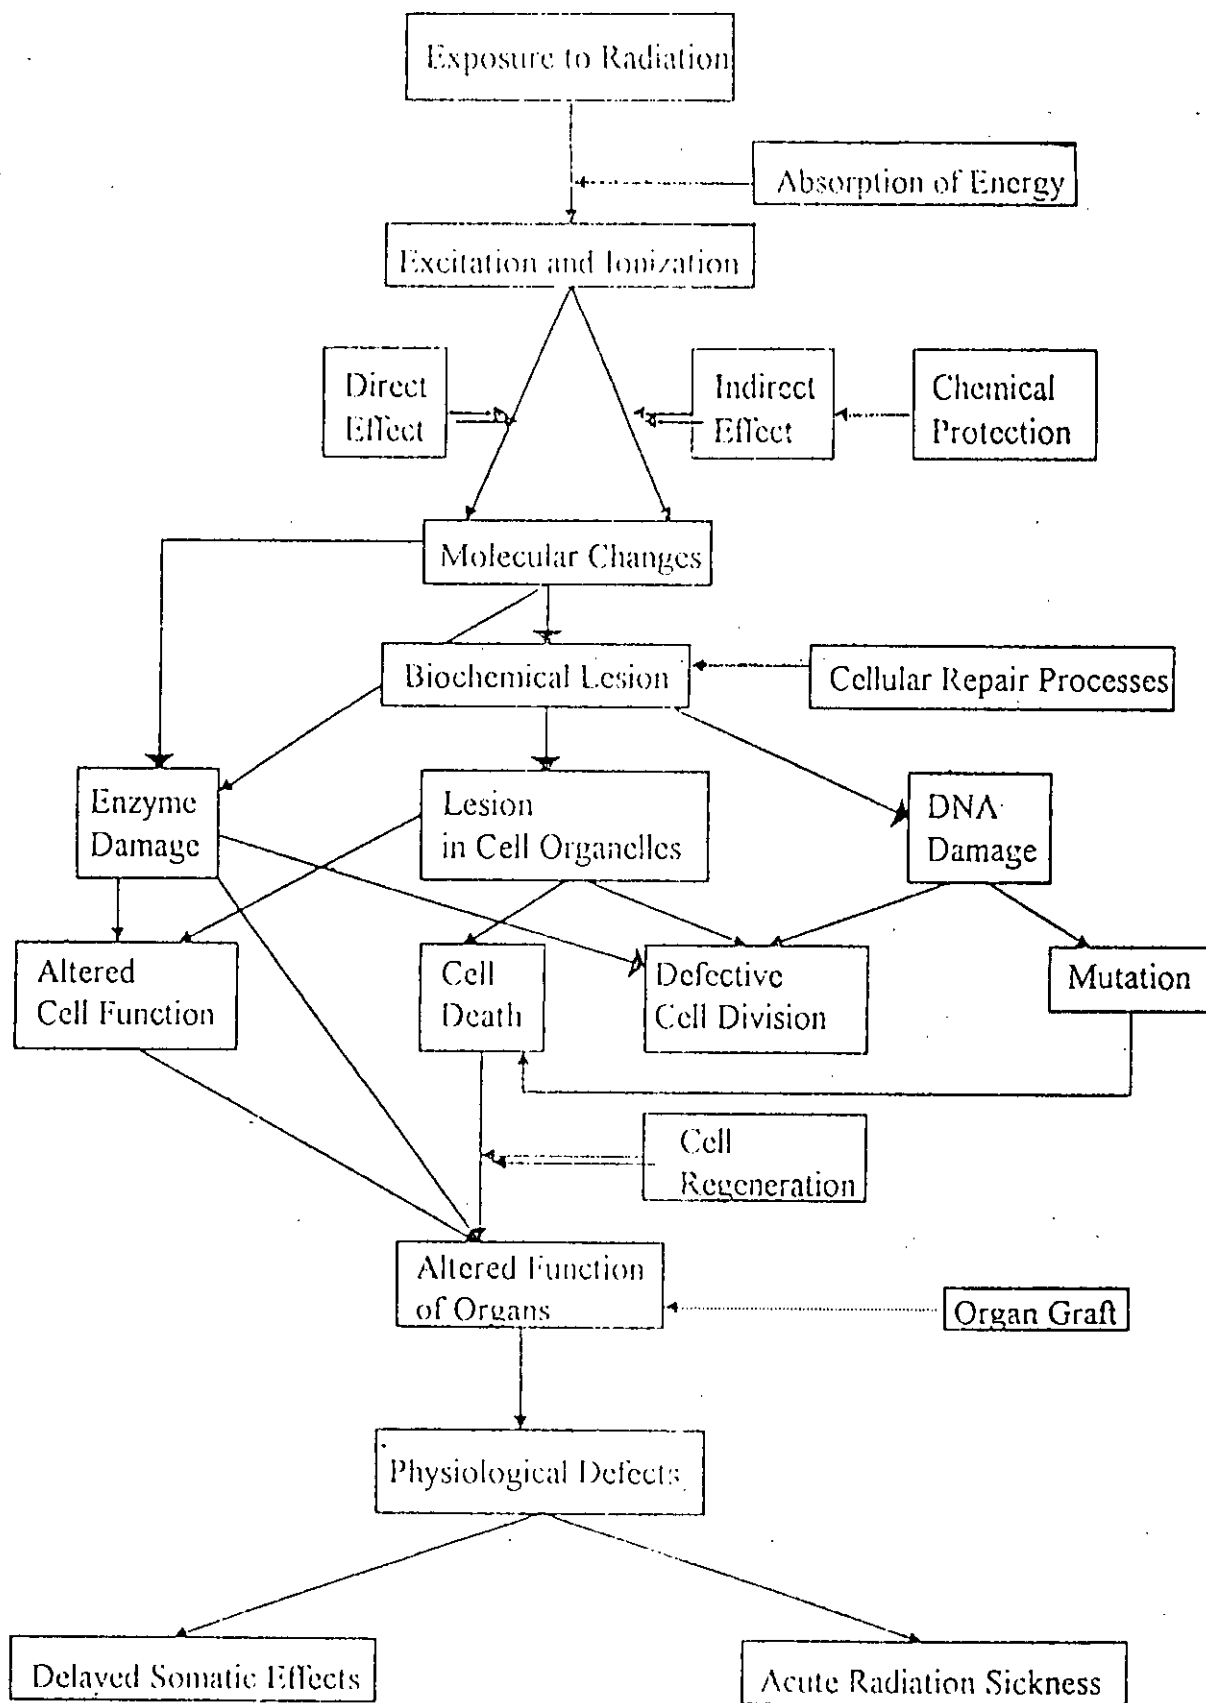 Exposure to Radiation
Absorption of Energy
Excitation and Ionization
Direct
Effect
Indirect
Effect
Chemical
Protection
Molecular Changes
Biochemical Lesion
Cellular Repair Processes
Enzyme
Damage
Lesion
in Cell Organelles
DNA
Damage
Altered
Cell Function
Cell
Death
Defective
Cell Division
Mutation
Cell
Regeneration
Altered Function
of Organs
Organ Graft
Physiological Defects
Delayed Somatic Effects
Acute Radiation Sickness